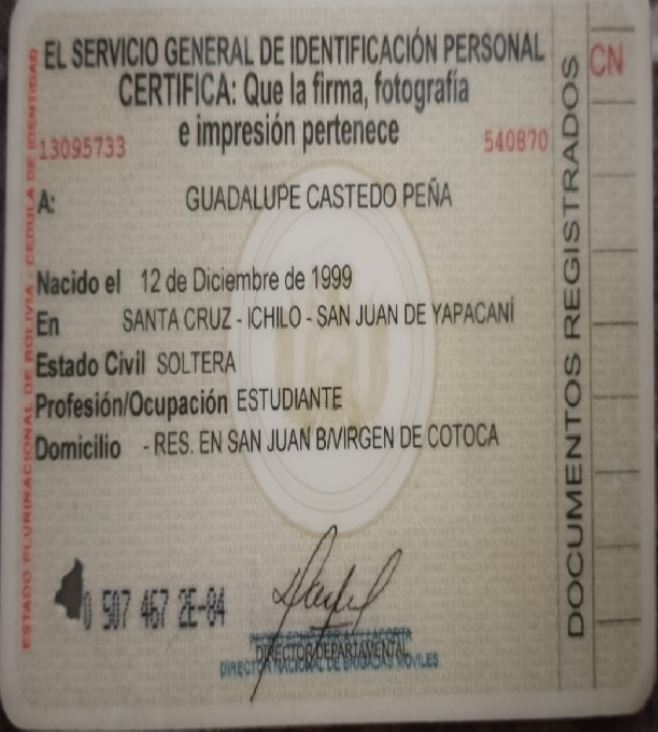 EL SERVICIO GENERAL DE IDENTIFICACIÓN PERSONAL
CERTIFICA: Que la firma, fotografía
e impresión pertenece
13095733
540870
A: GUADALUPE CASTEDO PEÑA
Nacido el 12 de Diciembre de 1999
En SANTA CRUZ - ICHILO - SAN JUAN DE YAPACANÍ
Estado Civil SOLTERA
Profesión/Ocupación ESTUDIANTE
Domicilio - RES. EN SAN JUAN B/VIRGEN DE COTOCA
0 507 467 2E-84
DIRECTOR DEPARTAMENTAL
DIRECTOR NACIONAL DE BRIGADAS MOVILES
ESTADO PLURINACIONAL DE BOLIVIA - CEDULA DE IDENTIDAD
DOCUMENTOS REGISTRADOS
CN